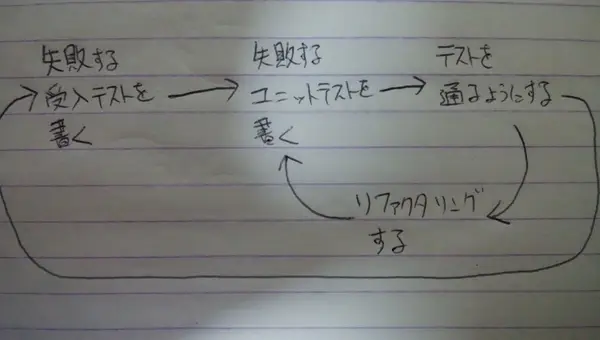 失敗する
受入テストを
書く
失敗する
ユニットテストを
書く
テストを
通るようにする
リファクタリング
する